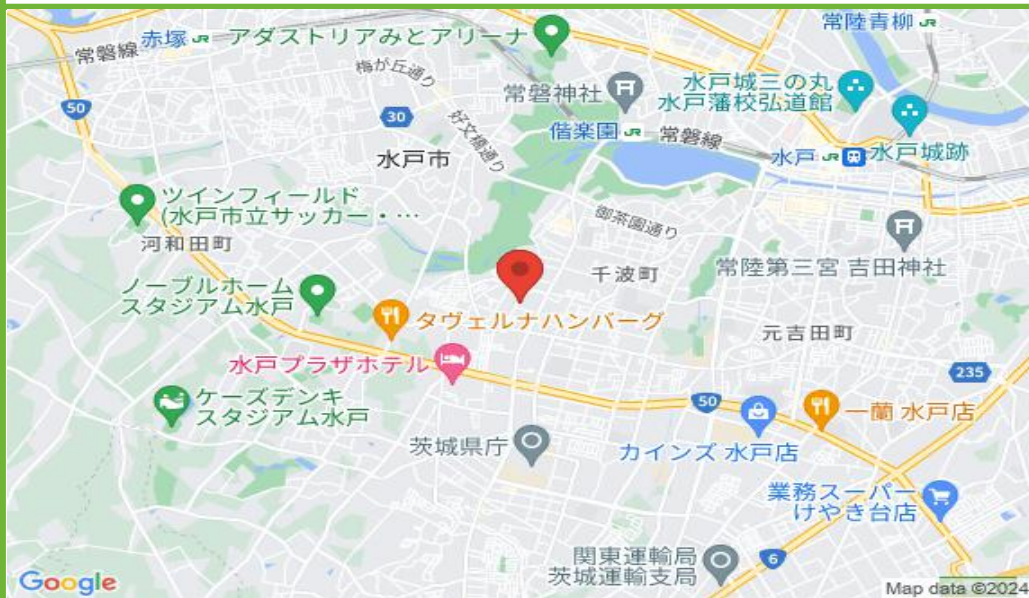 常陸青柳
常磐線
赤塚 JR
アダストリアみとアリーナ
梅が丘通り
常磐神社
水戸城三の丸
水戸藩校弘道館
50
30
好文橋通り
偕楽園 JR
常磐線
水戸市
水戸 JR
水戸城跡
ツインフィールド
(水戸市立サッカー・…
御茶園通り
河和田町
千波町
常陸第三宮 吉田神社
ノーブルホーム
スタジアム水戸
タヴェルナハンバーグ
元吉田町
水戸プラザホテル
235
ケーズデンキ
スタジアム水戸
50
一蘭 水戸店
茨城県庁
カインズ 水戸店
業務スーパー
けやき台店
関東運輸局
茨城運輸支局
6
Google
Map data ©2024